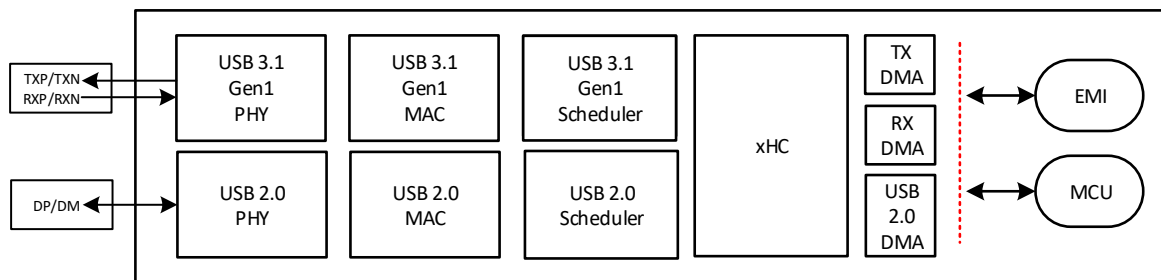 TXP/TXN
RXP/RXN
DP/DM
USB 3.1
Gen1
PHY
USB 3.1
Gen1
MAC
USB 3.1
Gen1
Scheduler
USB 2.0
PHY
USB 2.0
MAC
USB 2.0
Scheduler
xHC
TX
DMA
RX
DMA
USB
2.0
DMA
EMI
MCU